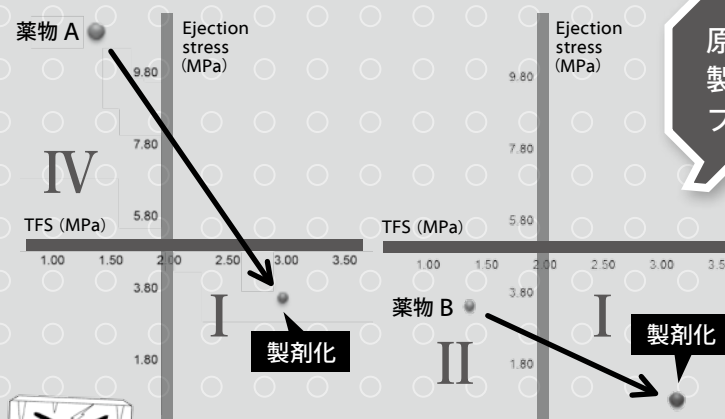 薬物 A
Ejection
stress
(MPa)
9.80
7.80
IV
5.80
TFS (MPa)
1.00 1.50 2.00 2.50 3.00 3.50
3.80
I
製剤化
1.80
Ejection
stress
(MPa)
9.80
7.80
5.80
TFS (MPa)
1.00 1.50 2.00 2.50 3.00 3.5
3.80
薬物 B
I
製剤化
II
1.80
原
製